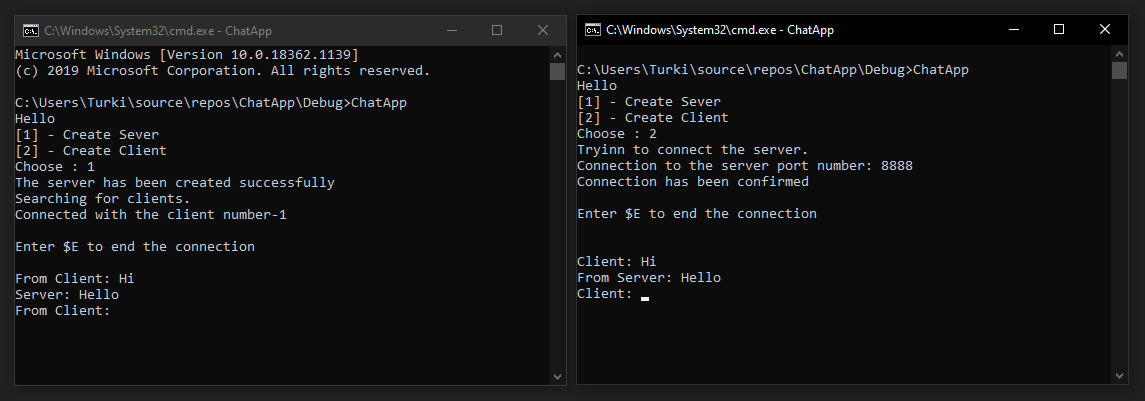 C:\Windows\System32\cmd.exe - ChatApp
Microsoft Windows [Version 10.0.18362.1139]
(c) 2019 Microsoft Corporation. All rights reserved.
C:\Users\Turki\source\repos\ChatApp\Debug>ChatApp
Hello
[1] - Create Sever
[2] - Create Client
Choose : 1
The server has been created successfully
Searching for clients.
Connected with the client number-1
Enter $E to end the connection
From Client: Hi
Server: Hello
From Client:
C:\Windows\System32\cmd.exe - ChatApp
C:\Users\Turki\source\repos\ChatApp\Debug>ChatApp
Hello
[1] - Create Sever
[2] - Create Client
Choose : 2
Tryinn to connect the server.
Connection to the server port number: 8888
Connection has been confirmed
Enter $E to end the connection
Client: Hi
From Server: Hello
Client: